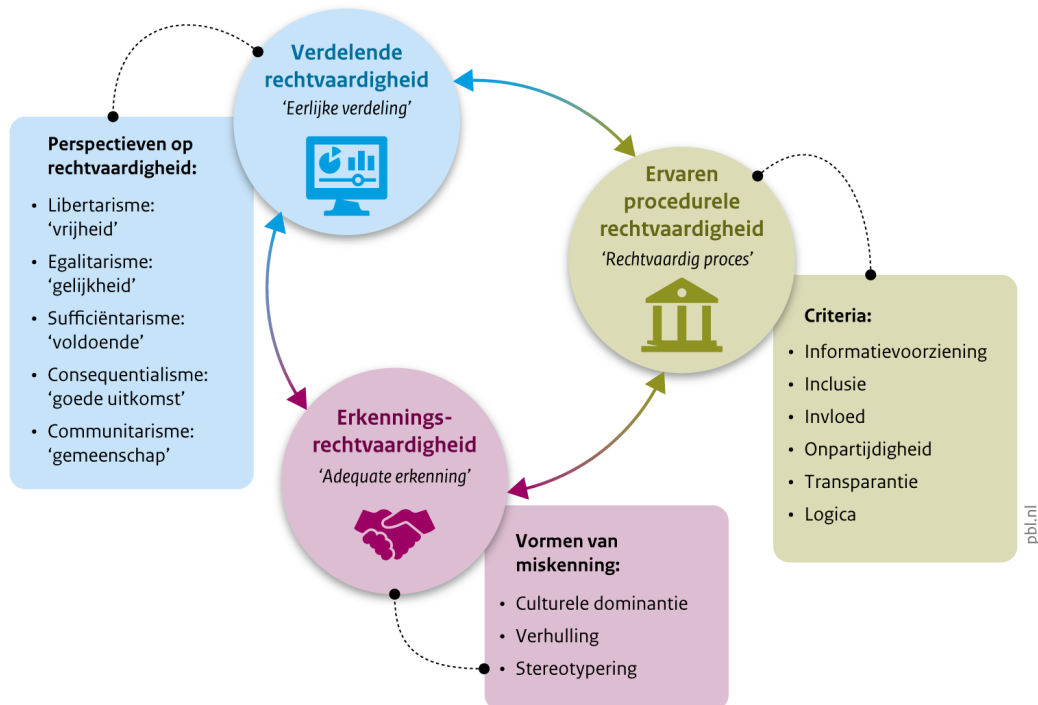 Verdelende
rechtvaardigheid
‘Eerlijke verdeling’
Perspectieven op
rechtvaardigheid:
• Libertarisme:
‘vrijheid’
• Egalitarisme:
‘gelijkheid’
• Sufficiëntarisme:
‘voldoende’
• Consequentialisme:
‘goede uitkomst’
• Communitarisme:
‘gemeenschap’
Ervaren
procedurele
rechtvaardigheid
‘Rechtvaardig proces’
Criteria:
• Informatievoorziening
• Inclusie
• Invloed
• Onpartijdigheid
• Transparantie
• Logica
Erkennings-
rechtvaardigheid
‘Adequate erkenning’
Vormen van
miskenning:
• Culturele dominantie
• Verhulling
• Stereotypering
pbl.nl